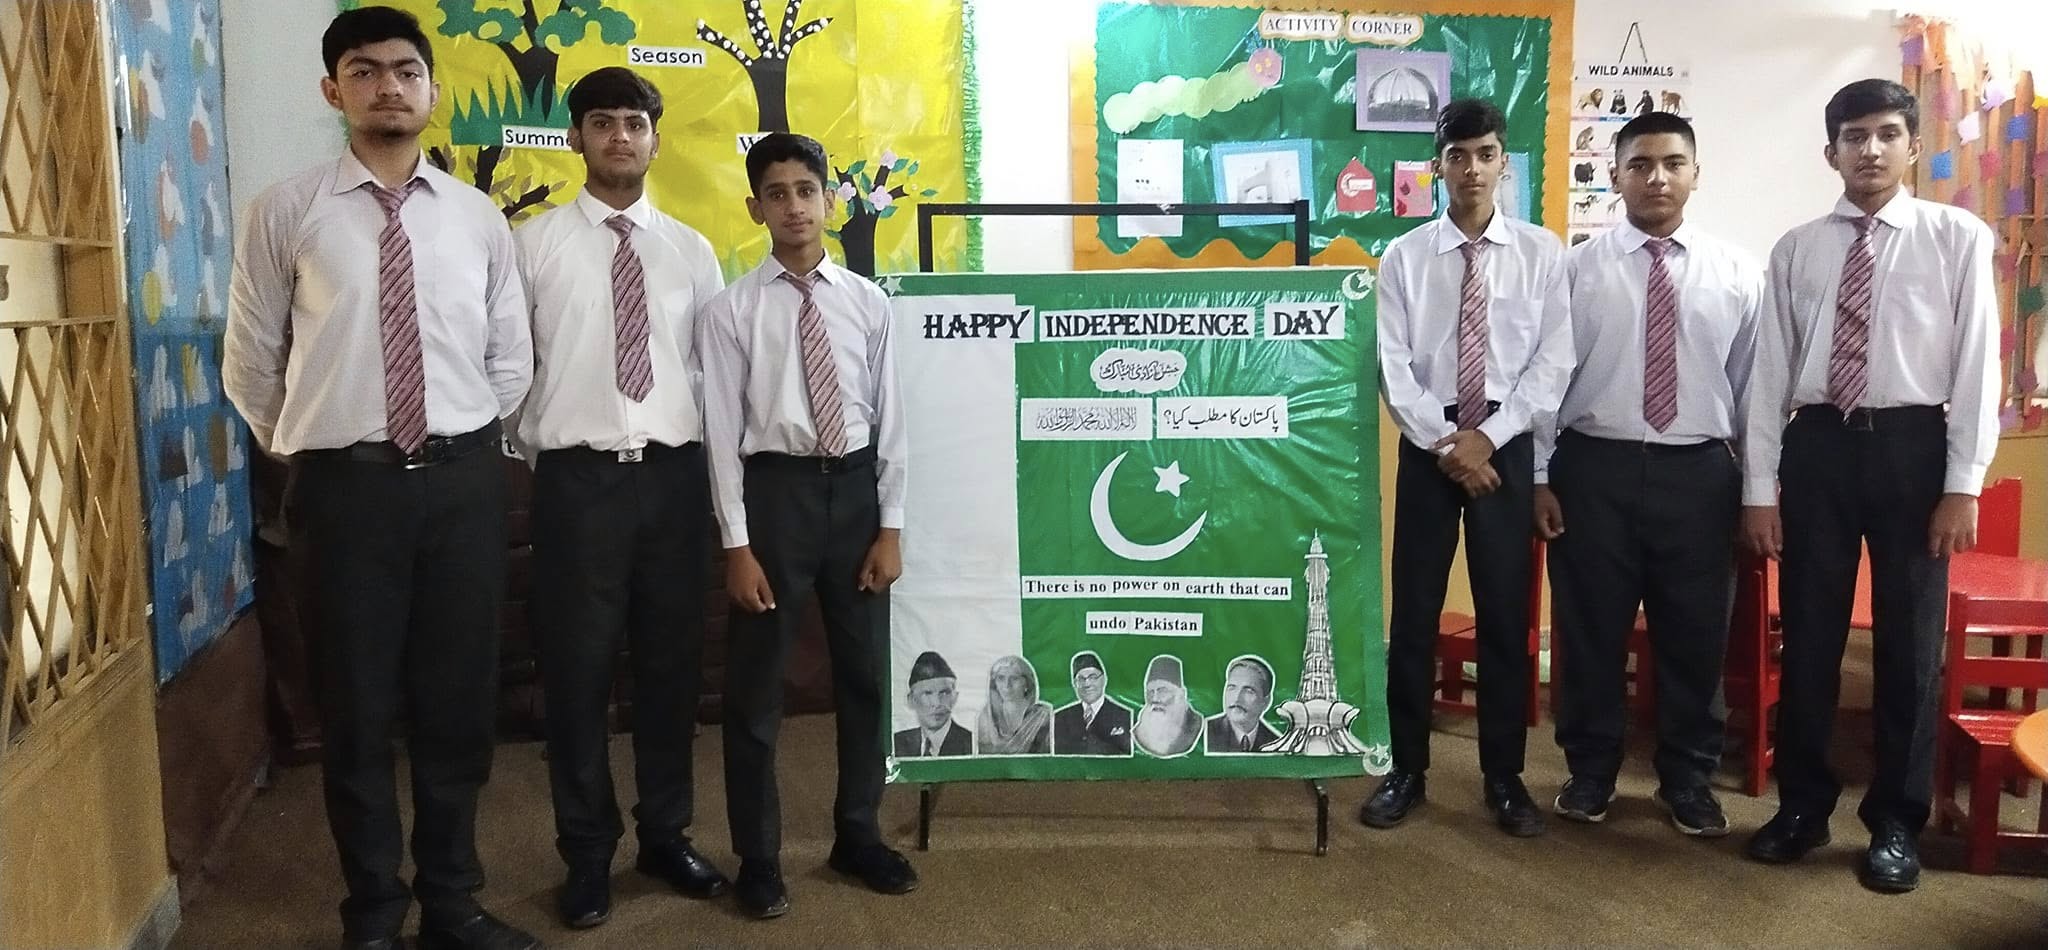 Season
Summe
W
ACTIVITY CORNER
WILD ANIMALS
HAPPY INDEPENDENCE DAY
جشن آزادی مبارک
پاکستان کا مطلب کیا؟ لا الہ الا اللہ محمد الرسول اللہ
There is no power on earth that can
undo Pakistan